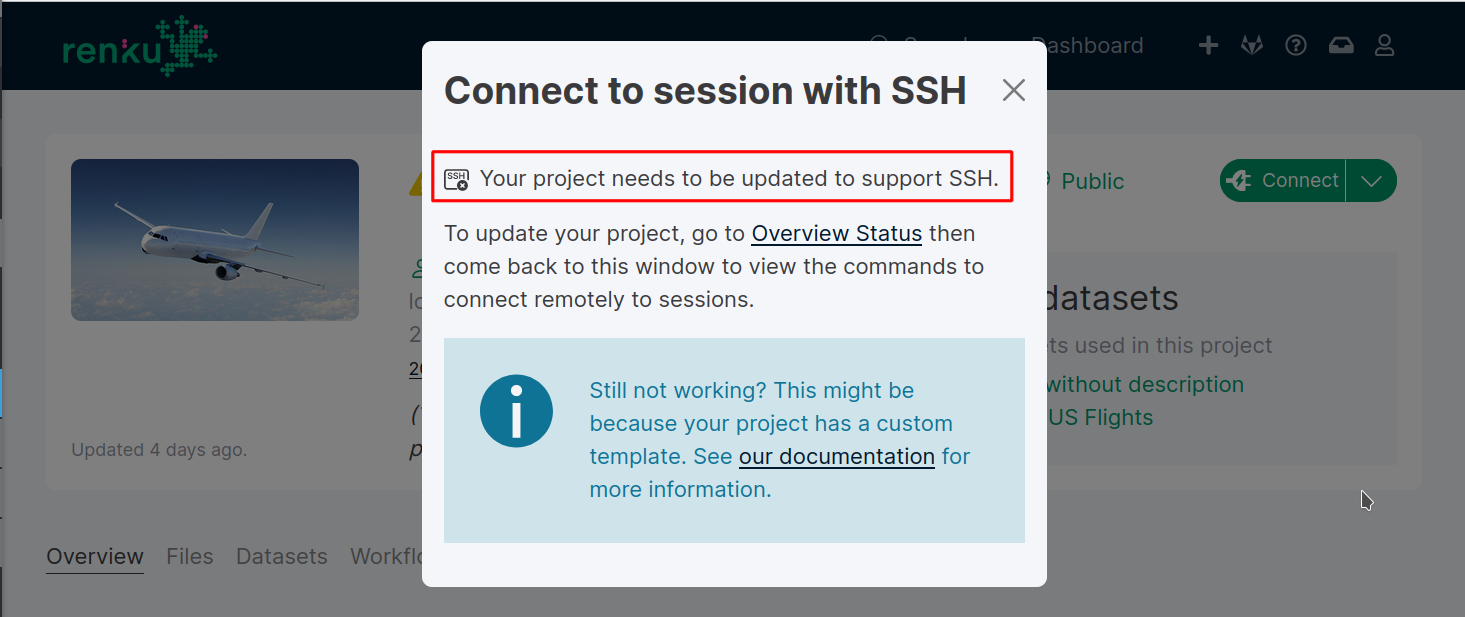 renku
Dashboard
Connect to session with SSH
SSH Your project needs to be updated to support SSH.
To update your project, go to Overview Status then
come back to this window to view the commands to
connect remotely to sessions.
Still not working? This might be
because your project has a custom
template. See our documentation for
more information.
Updated 4 days ago.
Public
Connect
datasets
used in this project
without description
US Flights
Overview Files Datasets